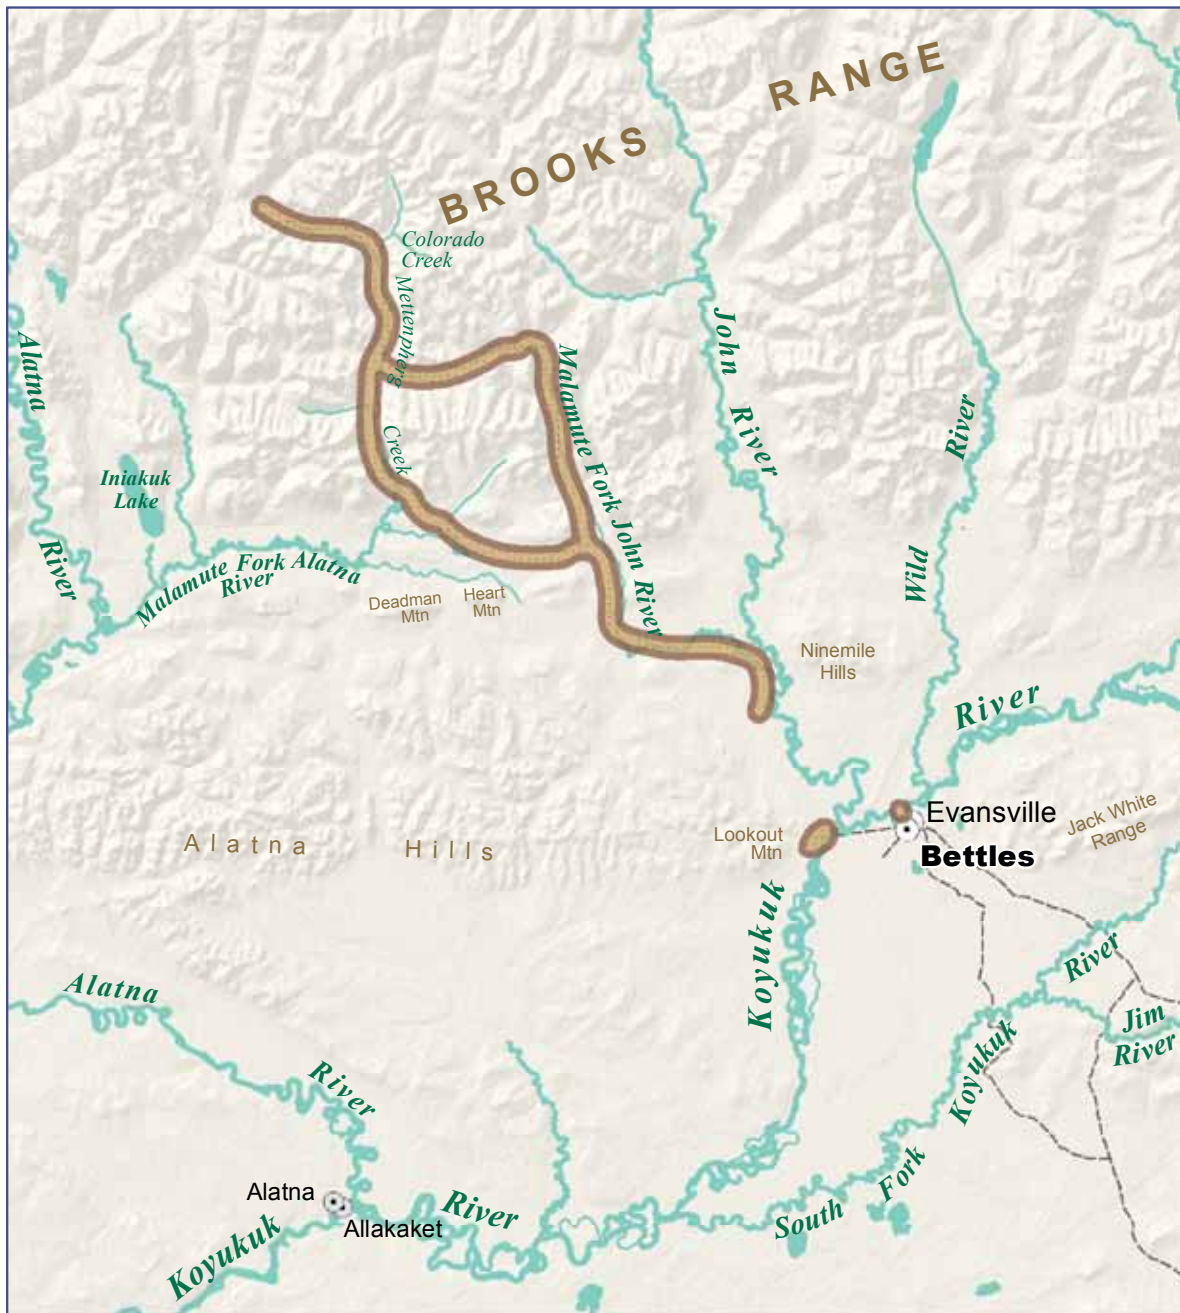 RANGE
BROOKS
Colorado
Creek
Mettenpherg
Creek
John
River
Malamute Fork John River
Alatna
River
Wild
River
Iniakuk
Lake
Malamute Fork Alatna
River
Deadman
Mtn
Heart
Mtn
Ninemile
Hills
River
Evansville
Bettles
Jack White
Range
Lookout
Mtn
Alatna Hills
Koyukuk
Alatna
River
River
Jim
River
Koyukuk
Fork
South
Alatna
Allakaket
River
Koyukuk